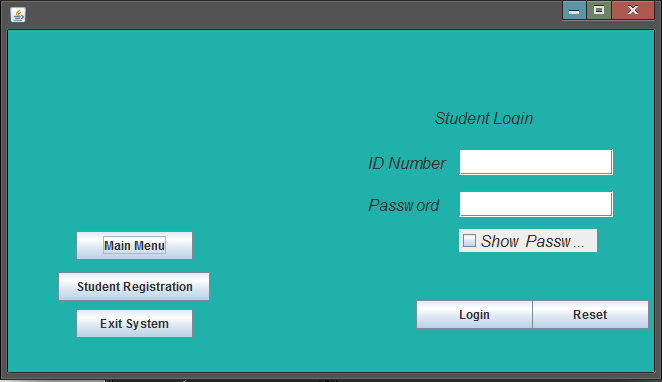 Student Login
ID Number
Password
Show Passw...
Main Menu
Student Registration
Exit System
Login
Reset